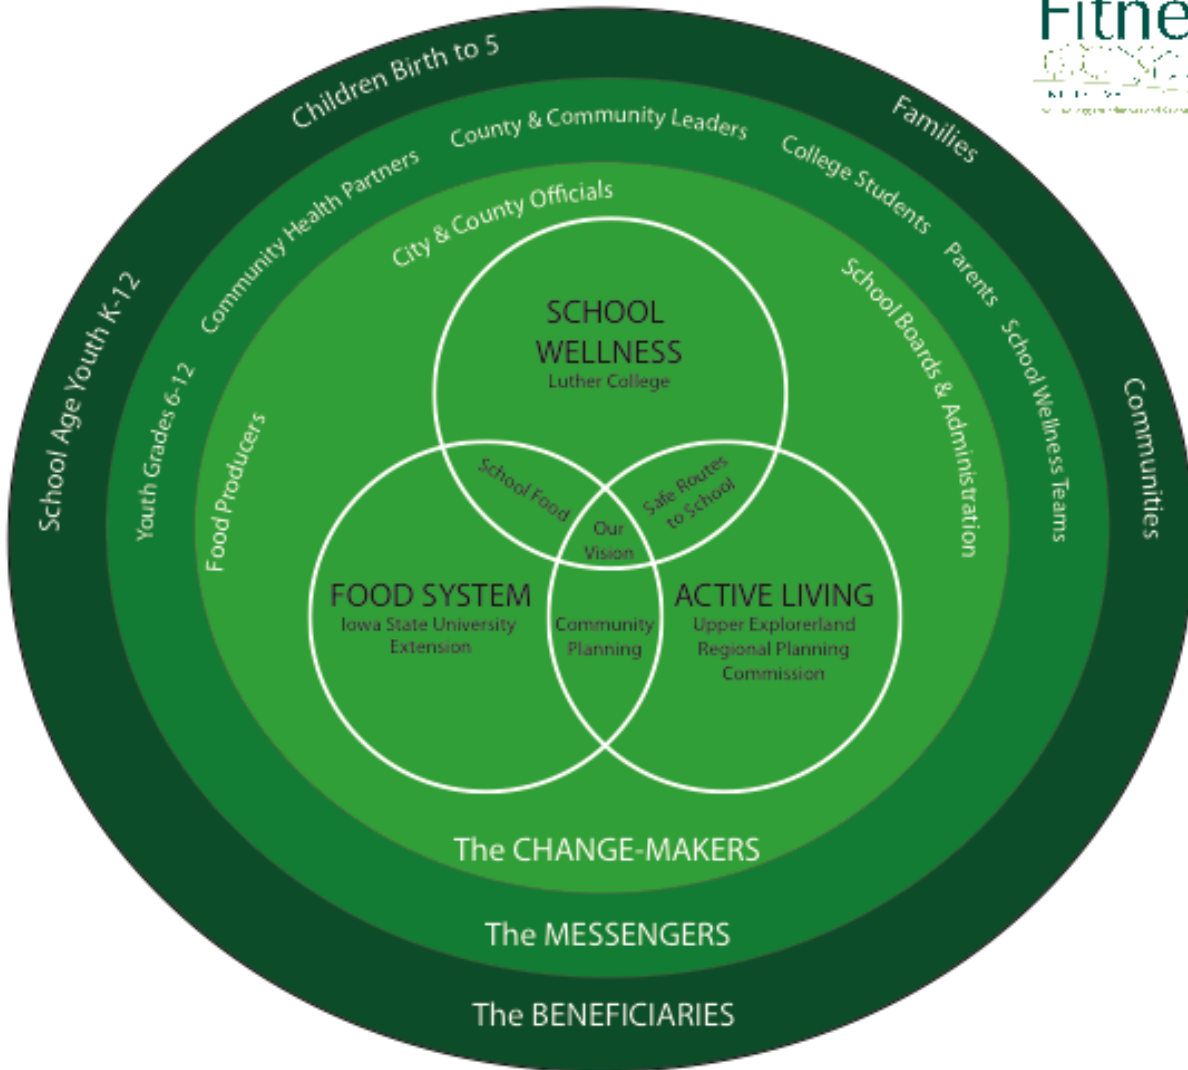 Fitne
Children Birth to 5
Families
County & Community Leaders
Community Health Partners
College Students
City & County Officials
School Age Youth K-12
Parents
School Boards & Administration
Youth Grades 6-12
School Wellness Teams
Communities
Food Producers
SCHOOL
WELLNESS
Luther College
School Food
Safe Routes
to School
Our
Vision
FOOD SYSTEM
Iowa State University
Extension
Community
Planning
ACTIVE LIVING
Upper Explorerland
Regional Planning
Commission
The CHANGE-MAKERS
The MESSENGERS
The BENEFICIARIES